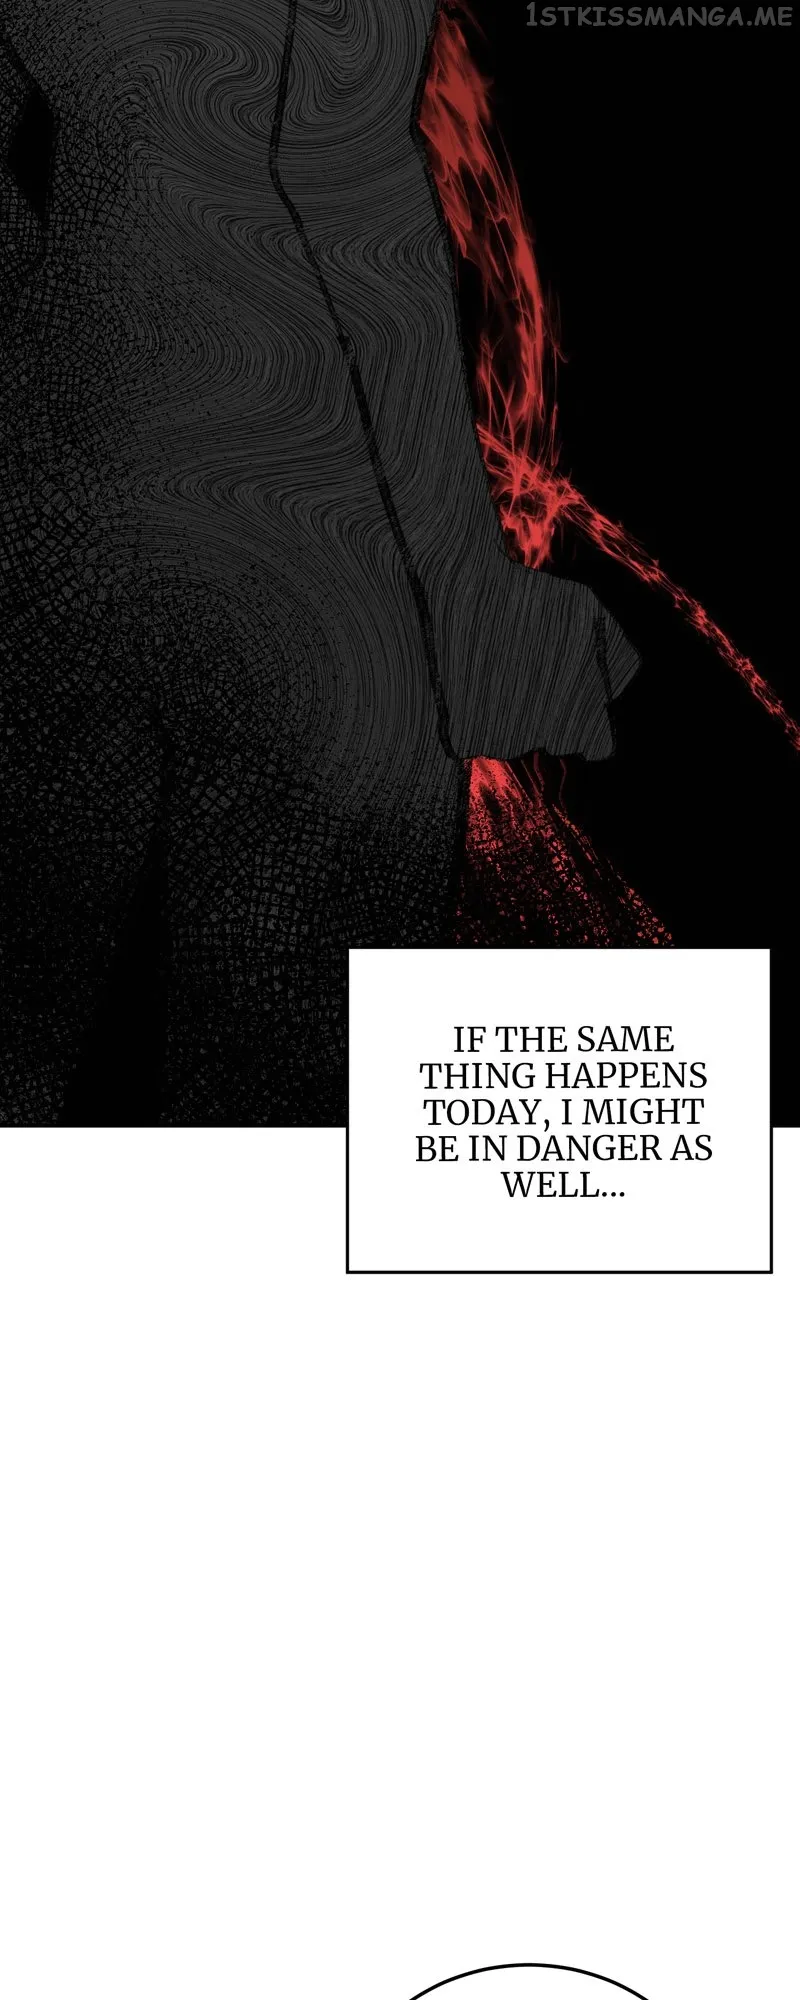 1STKISSMANGA.ME
IF THE SAME
THING HAPPENS
TODAY, I MIGHT
BE IN DANGER AS
WELL...